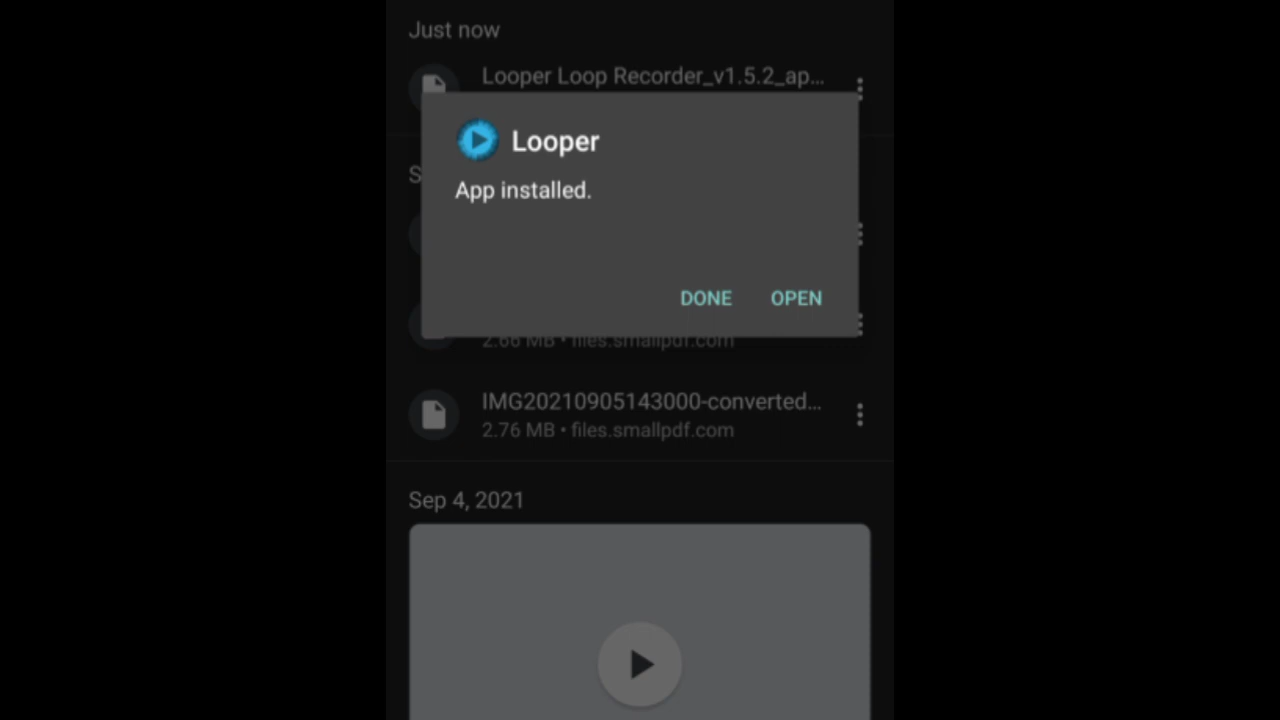 Just now
Looper Loop Recorder_v1.5.2_ap...
Looper
S
App installed.
DONE
OPEN
2.66 MB • files.smallpdf.com
IMG20210905143000-converted...
2.76 MB • files.smallpdf.com
Sep 4, 2021